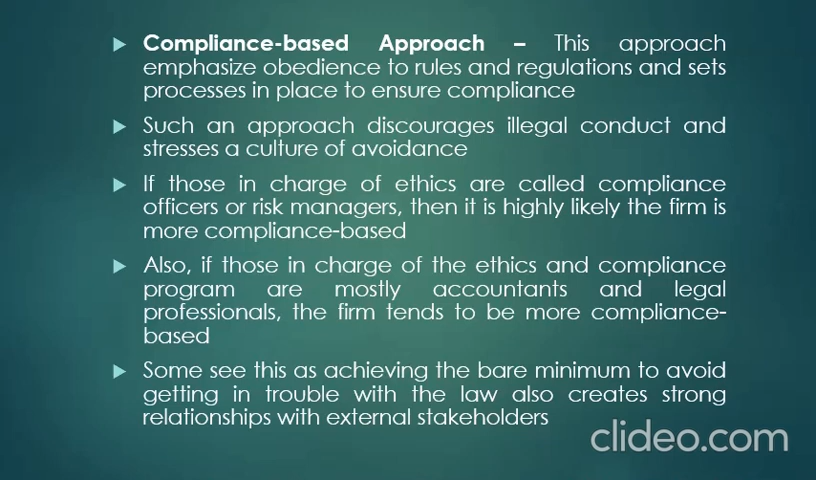 Compliance-based Approach – This approach
emphasize obedience to rules and regulations and sets
processes in place to ensure compliance
Such an approach discourages illegal conduct and
stresses a culture of avoidance
If those in charge of ethics are called compliance
officers or risk managers, then it is highly likely the firm is
more compliance-based
Also, if those in charge of the ethics and compliance
program are mostly accountants and legal
professionals, the firm tends to be more compliance-
based
Some see this as achieving the bare minimum to avoid
getting in trouble with the law also creates strong
relationships with external stakeholders
clideo.com